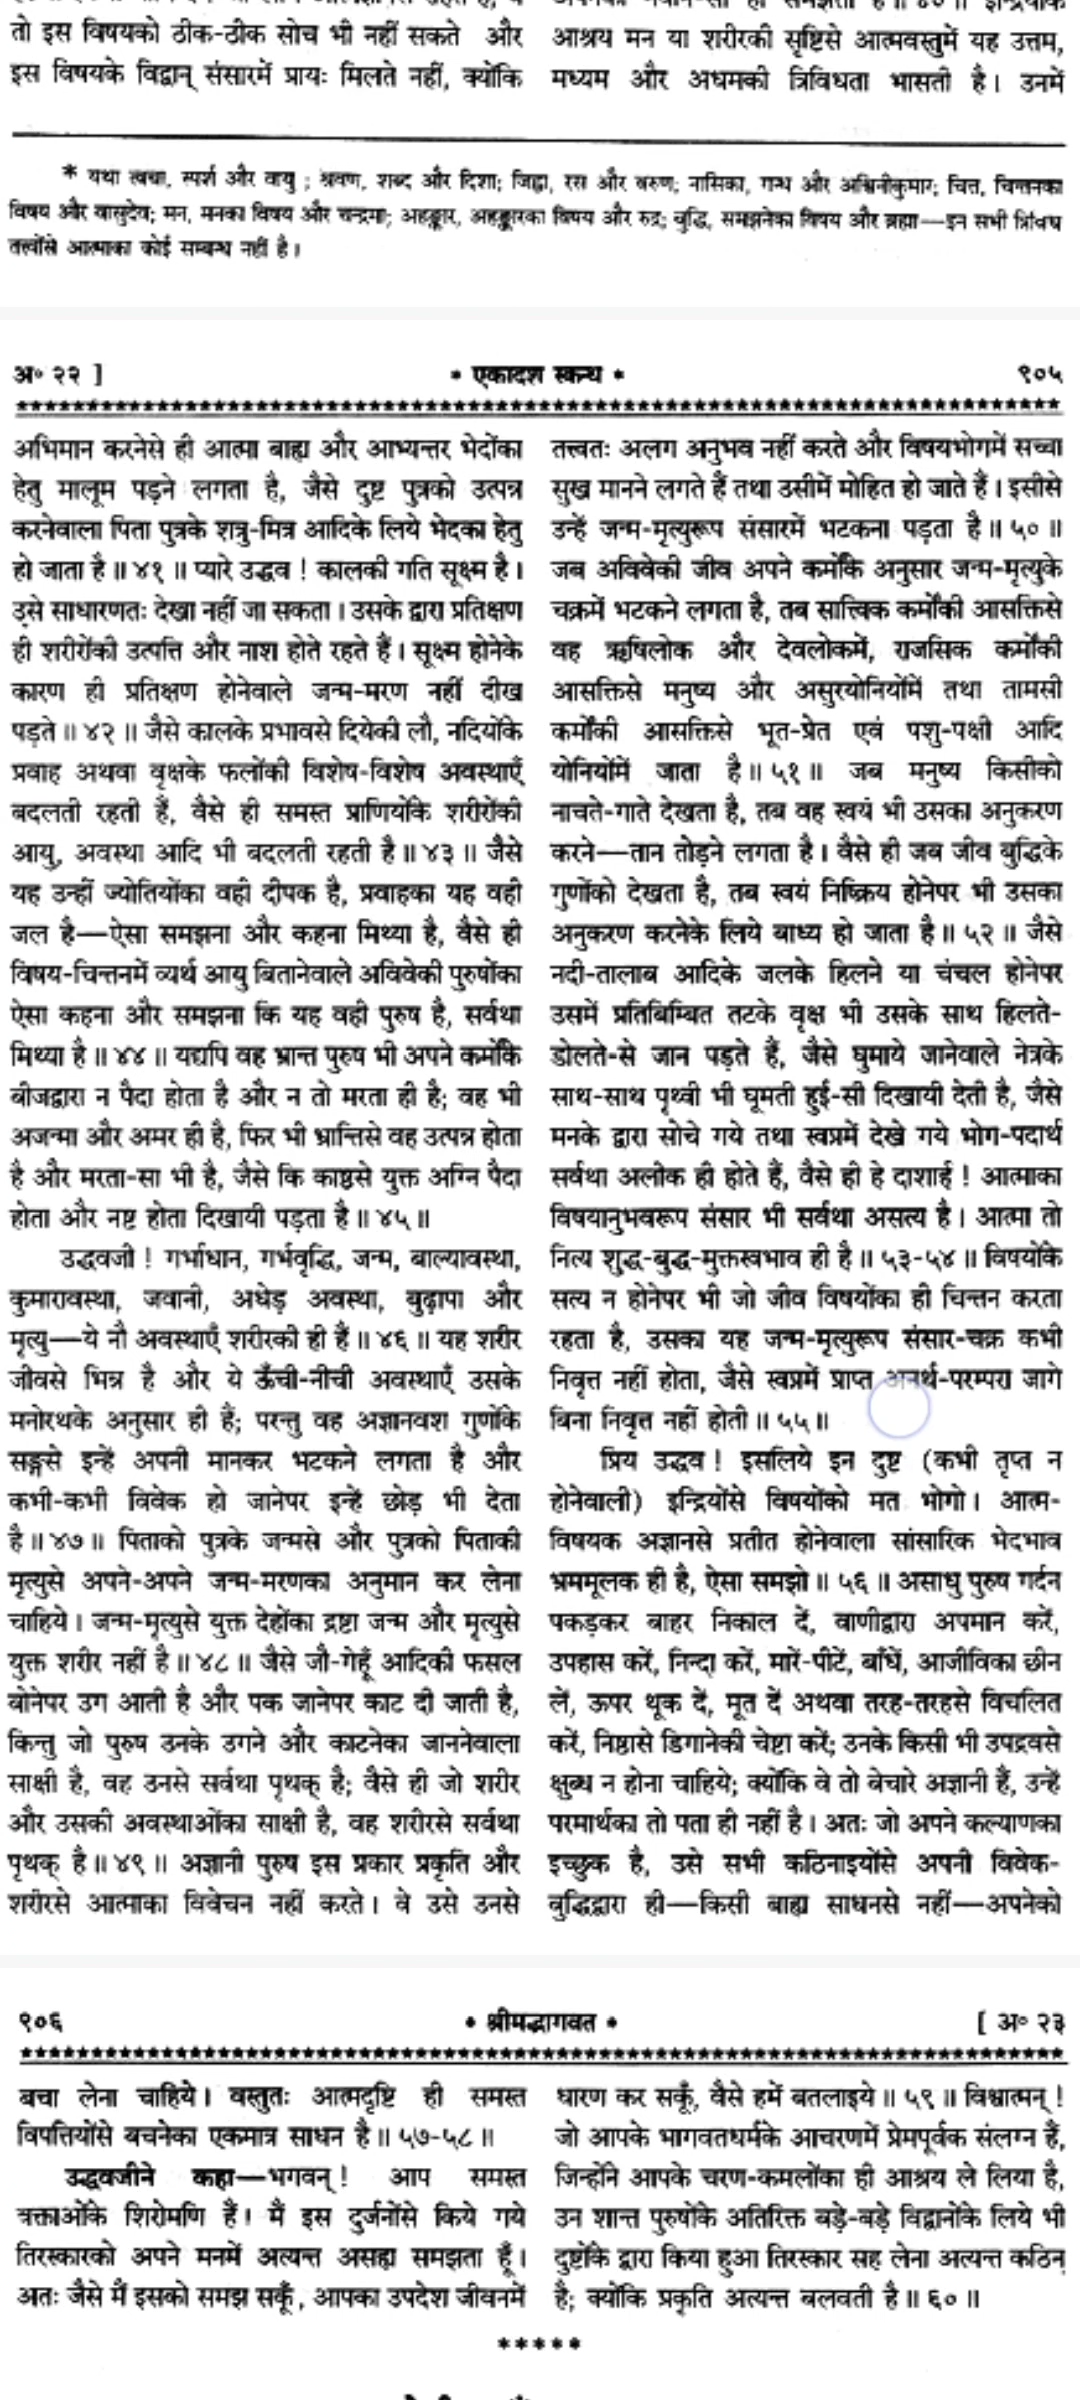 तो इस विषयको ठीक-ठीक सोच भी नहीं सकते और
इस विषयके विद्वान् संसारमें प्रायः मिलते नहीं, क्योंकि
आश्रय मन या शरीरकी सृष्टिसे आत्मवस्तुमें यह उत्तम,
मध्यम और अधमकी त्रिविधता भासती है। उनमें
* यथा त्वचा, स्पर्श और वायु; श्रवण, शब्द और दिशा; जिह्वा, रस और वरुण; नासिका, गन्ध और अश्विनीकुमार; चित्त, चिन्तनका
विषय और वासुदेव; मन, मनका विषय और चन्द्रमा; अहङ्कार, अहङ्कारका विषय और रुद्र; बुद्धि, समझनेका विषय और ब्रह्मा—इन सभी त्रिविध
तत्त्वोंसे आत्माका कोई सम्बन्ध नहीं है।
अ॰ २२ ]
* एकादश स्कन्ध *
९०५
अभिमान करनेसे ही आत्मा बाह्य और आभ्यन्तर भेदोंका
हेतु मालूम पड़ने लगता है, जैसे दुष्ट पुत्रको उत्पन्न
करनेवाला पिता पुत्रके शत्रु-मित्र आदिके लिये भेदका हेतु
हो जाता है॥ ४१॥ प्यारे उद्धव! कालकी गति सूक्ष्म है।
उसे साधारणतः देखा नहीं जा सकता। उसके द्वारा प्रतिक्षण
ही शरीरोंकी उत्पत्ति और नाश होते रहते हैं। सूक्ष्म होनेके
कारण ही प्रतिक्षण होनेवाले जन्म-मरण नहीं दीख
पड़ते॥ ४२॥ जैसे कालके प्रभावसे दियेकी लौ, नदियोंके
प्रवाह अथवा वृक्षके फलोंकी विशेष-विशेष अवस्थाएँ
बदलती रहती हैं, वैसे ही समस्त प्राणियोंके शरीरोंकी
आयु, अवस्था आदि भी बदलती रहती है॥ ४३॥ जैसे
यह उन्हीं ज्योतियोंका वही दीपक है, प्रवाहका यह वही
जल है—ऐसा समझना और कहना मिथ्या है, वैसे ही
विषय-चिन्तनमें व्यर्थ आयु बितानेवाले अविवेकी पुरुषोंका
ऐसा कहना और समझना कि यह वही पुरुष है, सर्वथा
मिथ्या है॥ ४४॥ यद्यपि वह भ्रान्त पुरुष भी अपने कर्मोंके
बीजद्वारा न पैदा होता है और न तो मरता ही है; वह भी
अजन्मा और अमर ही है, फिर भी भ्रान्तिसे वह उत्पन्न होता
है और मरता-सा भी है, जैसे कि काष्ठसे युक्त अग्नि पैदा
होता और नष्ट होता दिखायी पड़ता है॥ ४५॥
उद्धवजी! गर्भाधान, गर्भवृद्धि, जन्म, बाल्यावस्था,
कुमारावस्था, जवानी, अधेड़ अवस्था, बुढ़ापा और
मृत्यु—ये नौ अवस्थाएँ शरीरकी ही हैं॥ ४६॥ यह शरीर
जीवसे भिन्न है और ये ऊँची-नीची अवस्थाएँ उसके
मनोरथके अनुसार ही हैं; परन्तु वह अज्ञानवश गुणोंके
सङ्गसे इन्हें अपनी मानकर भटकने लगता है और
कभी-कभी विवेक हो जानेपर इन्हें छोड़ भी देता
है॥ ४७॥ पिताको पुत्रके जन्मसे और पुत्रको पिताकी
मृत्युसे अपने-अपने जन्म-मरणका अनुमान कर लेना
चाहिये। जन्म-मृत्युसे युक्त देहोंका द्रष्टा जन्म और मृत्युसे
युक्त शरीर नहीं है॥ ४८॥ जैसे जौ-गेहूँ आदिकी फसल
बोनेपर उग आती है और पक जानेपर काट दी जाती है,
किन्तु जो पुरुष उनके उगने और काटनेका जाननेवाला
साक्षी है, वह उनसे सर्वथा पृथक् है; वैसे ही जो शरीर
और उसकी अवस्थाओंका साक्षी है, वह शरीरसे सर्वथा
पृथक् है॥ ४९॥ अज्ञानी पुरुष इस प्रकार प्रकृति और
शरीरसे आत्माका विवेचन नहीं करते। वे उसे उनसे
तत्त्वतः अलग अनुभव नहीं करते और विषयभोगमें सच्चा
सुख मानने लगते हैं तथा उसीमें मोहित हो जाते हैं। इसीसे
उन्हें जन्म-मृत्युरूप संसारमें भटकना पड़ता है॥ ५०॥
जब अविवेकी जीव अपने कर्मोंके अनुसार जन्म-मृत्युके
चक्रमें भटकने लगता है, तब सात्त्विक कर्मोंकी आसक्तिसे
वह ऋषिलोक और देवलोकमें, राजसिक कर्मोंकी
आसक्तिसे मनुष्य और असुरयोनियोंमें तथा तामसी
कर्मोंकी आसक्तिसे भूत-प्रेत एवं पशु-पक्षी आदि
योनियोंमें जाता है॥ ५१॥ जब मनुष्य किसीको
नाचते-गाते देखता है, तब वह स्वयं भी उसका अनुकरण
करने—तान तोड़ने लगता है। वैसे ही जब जीव बुद्धिके
गुणोंको देखता है, तब स्वयं निष्क्रिय होनेपर भी उसका
अनुकरण करनेके लिये बाध्य हो जाता है॥ ५२॥ जैसे
नदी-तालाब आदिके जलके हिलने या चंचल होनेपर
उसमें प्रतिबिम्बित तटके वृक्ष भी उसके साथ हिलते-
डोलते-से जान पड़ते हैं, जैसे घुमाये जानेवाले नेत्रके
साथ-साथ पृथ्वी भी घूमती हुई-सी दिखायी देती है, जैसे
मनके द्वारा सोचे गये तथा स्वप्नमें देखे गये भोग-पदार्थ
सर्वथा अलीक ही होते हैं, वैसे ही हे दाशार्ह! आत्माका
विषयानुभवरूप संसार भी सर्वथा असत्य है। आत्मा तो
नित्य शुद्ध-बुद्ध-मुक्तस्वभाव ही है॥ ५३-५४॥ विषयोंके
सत्य न होनेपर भी जो जीव विषयोंका ही चिन्तन करता
रहता है, उसका यह जन्म-मृत्युरूप संसार-चक्र कभी
निवृत्त नहीं होता, जैसे स्वप्नमें प्राप्त अनर्थ-परम्परा जागे
बिना निवृत्त नहीं होती॥ ५५॥
प्रिय उद्धव! इसलिये इन दुष्ट (कभी तृप्त न
होनेवाली) इन्द्रियोंसे विषयोंको मत भोगो। आत्म-
विषयक अज्ञानसे प्रतीत होनेवाला सांसारिक भेदभाव
भ्रममूलक ही है, ऐसा समझो॥ ५६॥ असाधु पुरुष गर्दन
पकड़कर बाहर निकाल दें, वाणीद्वारा अपमान करें,
उपहास करें, निन्दा करें, मारें-पीटें, बाँधें, आजीविका छीन
लें, ऊपर थूक दें, मूत दें अथवा तरह-तरहसे विचलित
करें, निष्ठासे डिगानेकी चेष्टा करें; उनके किसी भी उपद्रवसे
क्षुब्ध न होना चाहिये; क्योंकि वे तो बेचारे अज्ञानी हैं, उन्हें
परमार्थका तो पता ही नहीं है। अतः जो अपने कल्याणका
इच्छुक है, उसे सभी कठिनाइयोंसे अपनी विवेक-
बुद्धिद्वारा ही—किसी बाह्य साधनसे नहीं—अपनेको
९०६
* श्रीमद्भागवत *
[ अ॰ २३
बचा लेना चाहिये। वस्तुतः आत्मदृष्टि ही समस्त
विपत्तियोंसे बचनेका एकमात्र साधन है॥ ५७-५८॥
उद्धवजीने कहा—भगवन्! आप समस्त
वक्ताओंके शिरोमणि हैं। मैं इस दुर्जनोंसे किये गये
तिरस्कारको अपने मनमें अत्यन्त असह्य समझता हूँ।
अतः जैसे मैं इसको समझ सकूँ, आपका उपदेश जीवनमें
धारण कर सकूँ, वैसे हमें बतलाइये॥ ५९॥ विश्वात्मन्!
जो आपके भागवतधर्मके आचरणमें प्रेमपूर्वक संलग्न हैं,
जिन्होंने आपके चरण-कमलोंका ही आश्रय ले लिया है,
उन शान्त पुरुषोंके अतिरिक्त बड़े-बड़े विद्वानोंके लिये भी
दुष्टोंके द्वारा किया हुआ तिरस्कार सह लेना अत्यन्त कठिन
है; क्योंकि प्रकृति अत्यन्त बलवती है॥ ६०॥
*****